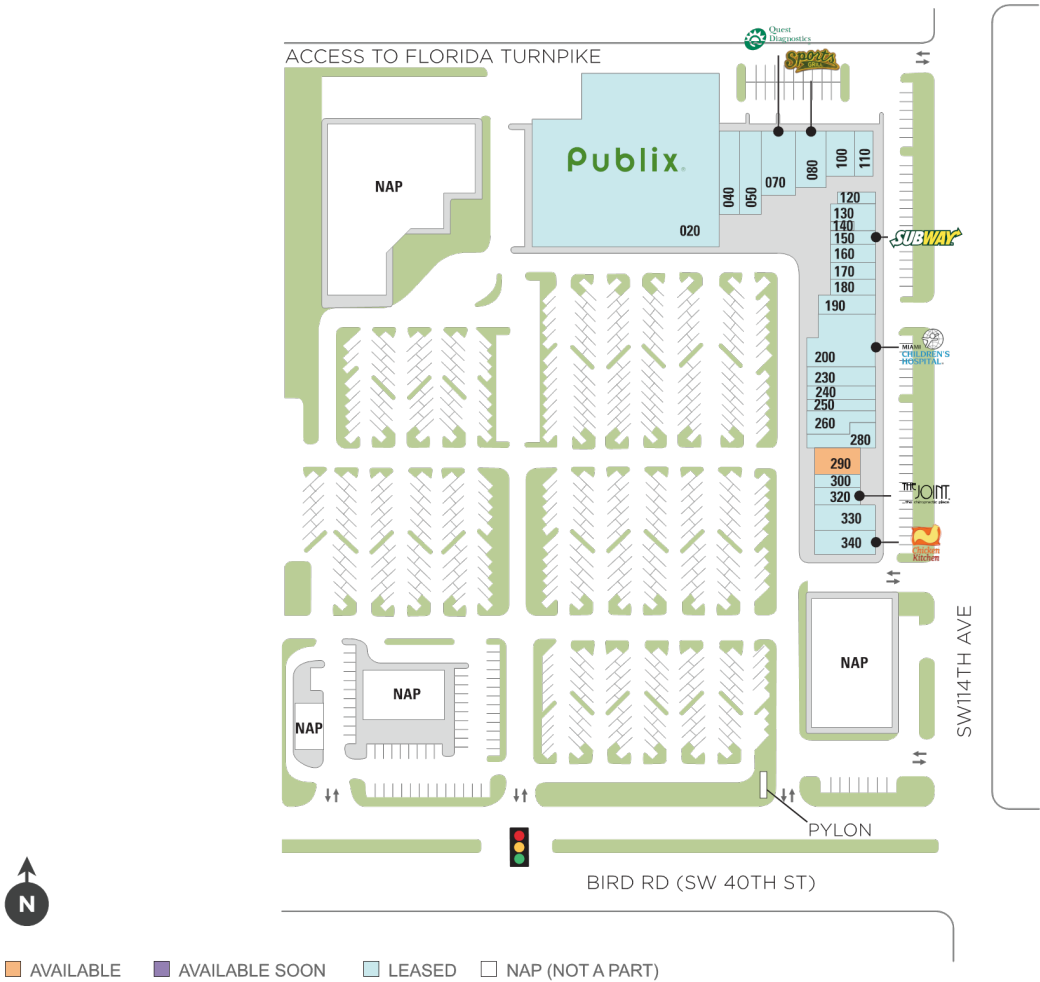 Quest
Diagnostics
Sports
ACCESS TO FLORIDA TURNPIKE
Publix
NAP
020
040
050
070
080
100
110
120
130
140
150
SUBWAY
160
170
180
190
200
MIAMI
CHILDREN'S
HOSPITAL
230
240
250
260
280
290
300
320
THE JOINT
330
340
Chicken
Kitchen
SW114TH AVE
NAP
NAP
NAP
PYLON
BIRD RD (SW 40TH ST)
N
AVAILABLE
AVAILABLE SOON
LEASED
NAP (NOT A PART)